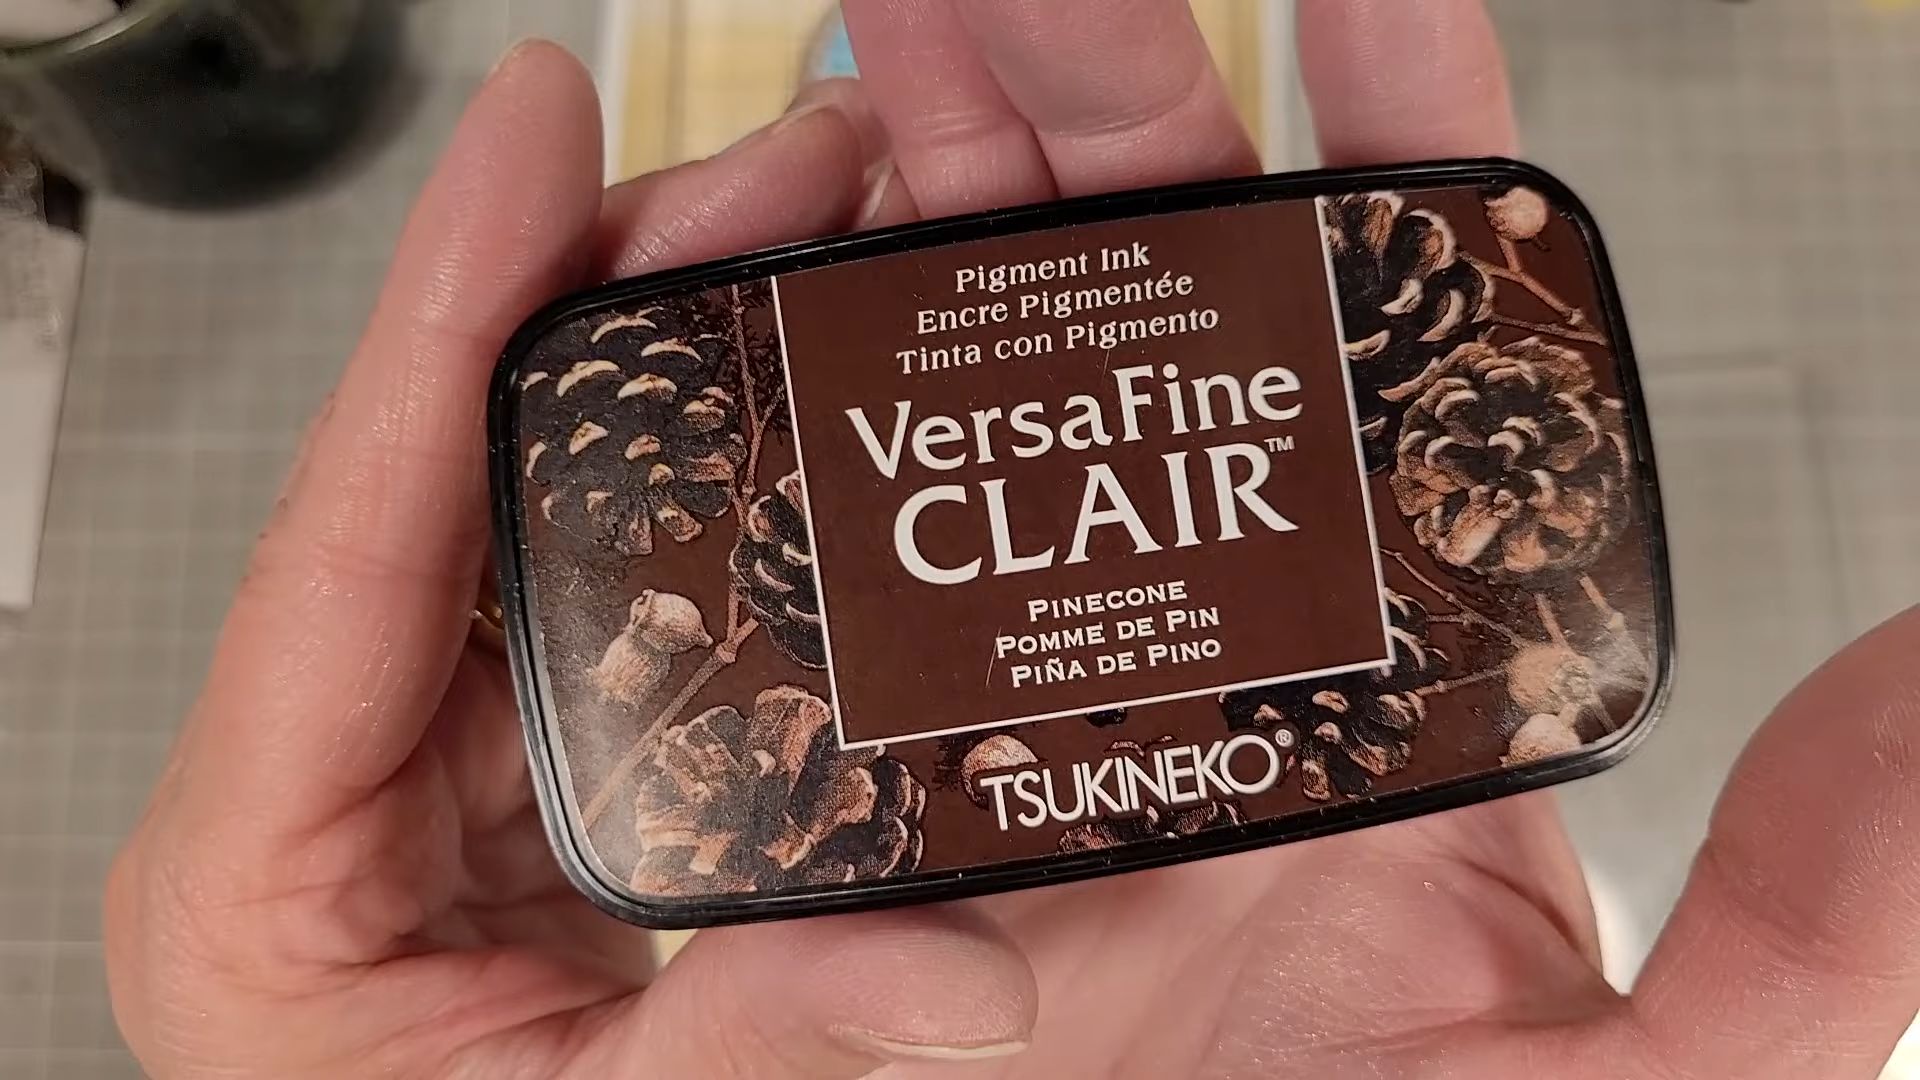 Pigment Ink
Encre Pigmentée
Tinta con Pigmento
VersaFine
CLAIR™
PINECONE
POMME DE PIN
PIÑA DE PINO
TSUKINEKO®